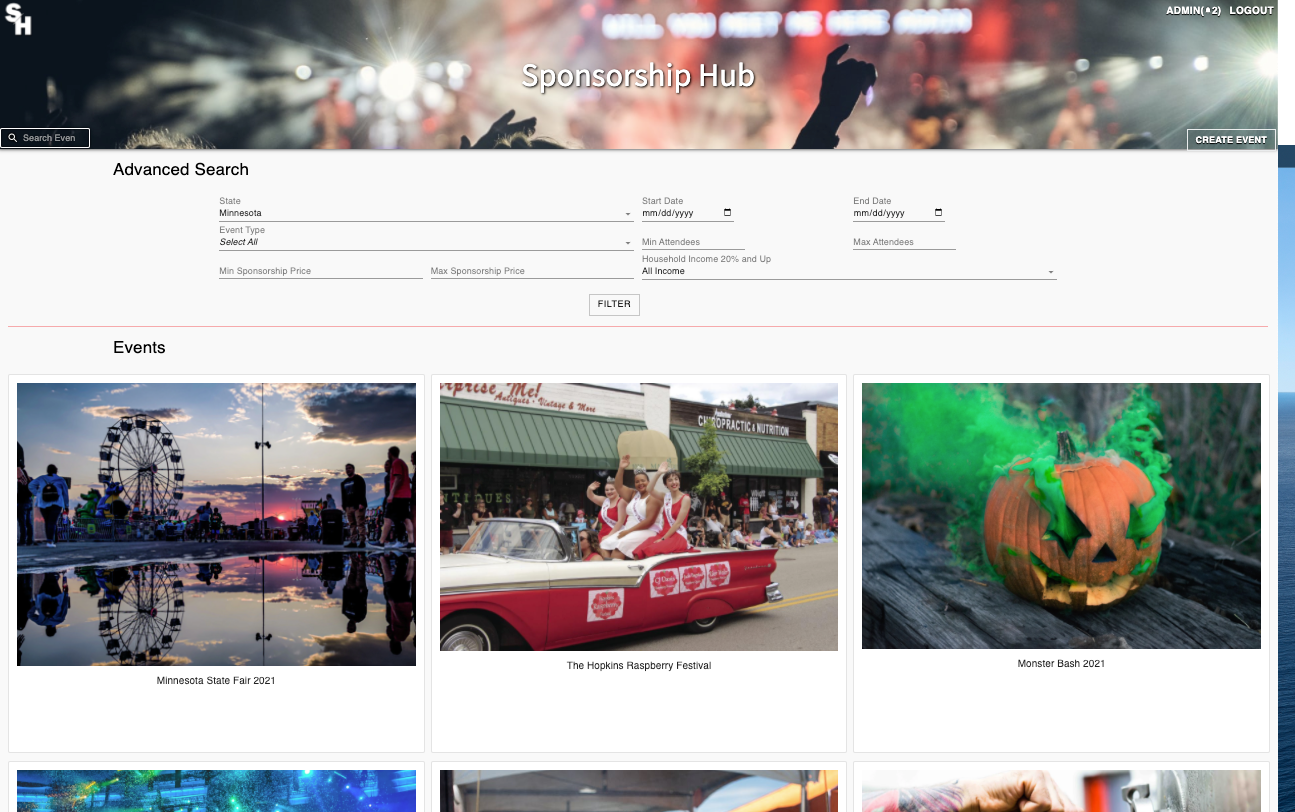 SH
WILL YOU MEET ME HERE AGAIN
ADMIN(2) LOGOUT
Sponsorship Hub
Search Even
CREATE EVENT
Advanced Search
State
Minnesota
Start Date
mm/dd/yyyy
End Date
mm/dd/yyyy
Event Type
Select All
Min Attendees
Max Attendees
Min Sponsorship Price
Max Sponsorship Price
Household Income 20% and Up
All Income
FILTER
Events
prise Me!
Antiques · Vintage & More
CHIROPRACTIC & NUTRITION
ANTIQUES
Minnesota State Fair 2021
The Hopkins Raspberry Festival
Monster Bash 2021